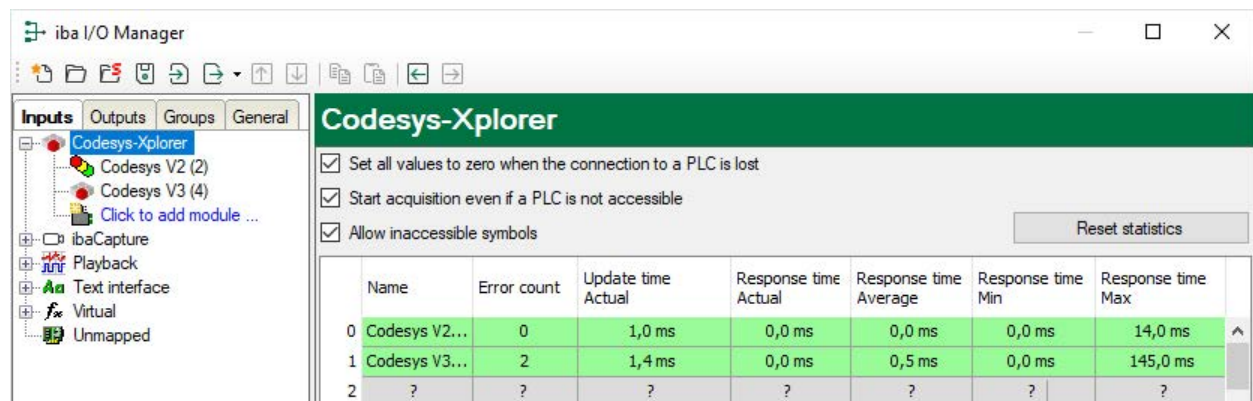 iba I/O Manager
Inputs Outputs Groups General
Codesys-Xplorer
Codesys V2 (2)
Codesys V3 (4)
Click to add module ...
ibaCapture
Playback
Text interface
Virtual
Unmapped
Codesys-Xplorer
Set all values to zero when the connection to a PLC is lost
Start acquisition even if a PLC is not accessible
Allow inaccessible symbols
Reset statistics
Name Error count Update time Actual Response time Actual Response time Average Response time Min Response time Max
0 Codesys V2... 0 1,0 ms 0,0 ms 0,0 ms 0,0 ms 14,0 ms
1 Codesys V3... 2 1,4 ms 0,0 ms 0,5 ms 0,0 ms 145,0 ms
2 ? ? ? ? ? ? ?